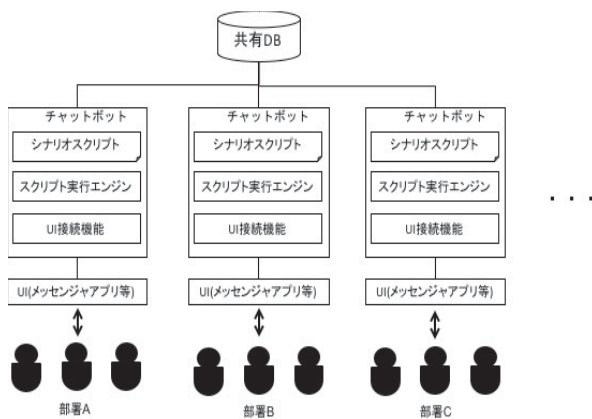 共有DB
チャットボット
チャットボット
チャットボット
シナリオスクリプト
シナリオスクリプト
シナリオスクリプト
スクリプト実行エンジン
スクリプト実行エンジン
スクリプト実行エンジン
・・・
UI接続機能
UI接続機能
UI接続機能
UI(メッセンジャアプリ等)
UI(メッセンジャアプリ等)
UI(メッセンジャアプリ等)
部署A
部署B
部署C